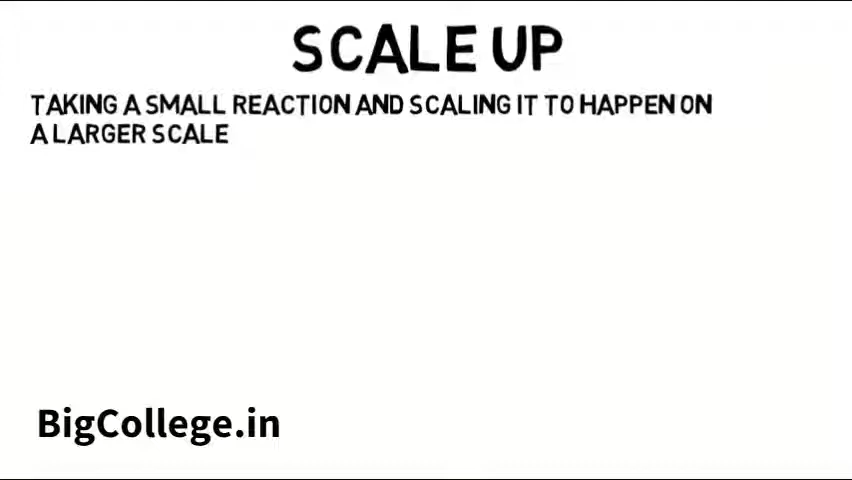 SCALE UP
TAKING A SMALL REACTION AND SCALING IT TO HAPPEN ON
A LARGER SCALE
BigCollege.in